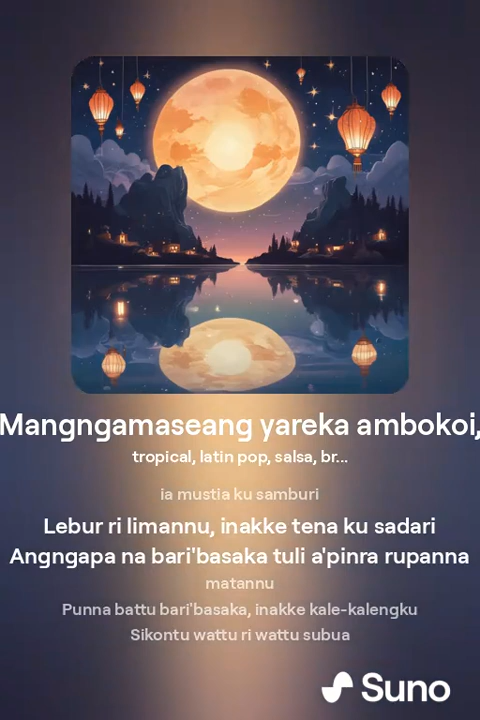 Mangngamaseang yareka ambokoi,
tropical, latin pop, salsa, br...
ia mustia ku samburi
Lebur ri limannu, inakke tena ku sadari
Angngapa na bari'basaka tuli a'pinra rupanna
matannu
Punna battu bari'basaka, inakke kale-kalengku
Sikontu wattu ri wattu subua
Suno